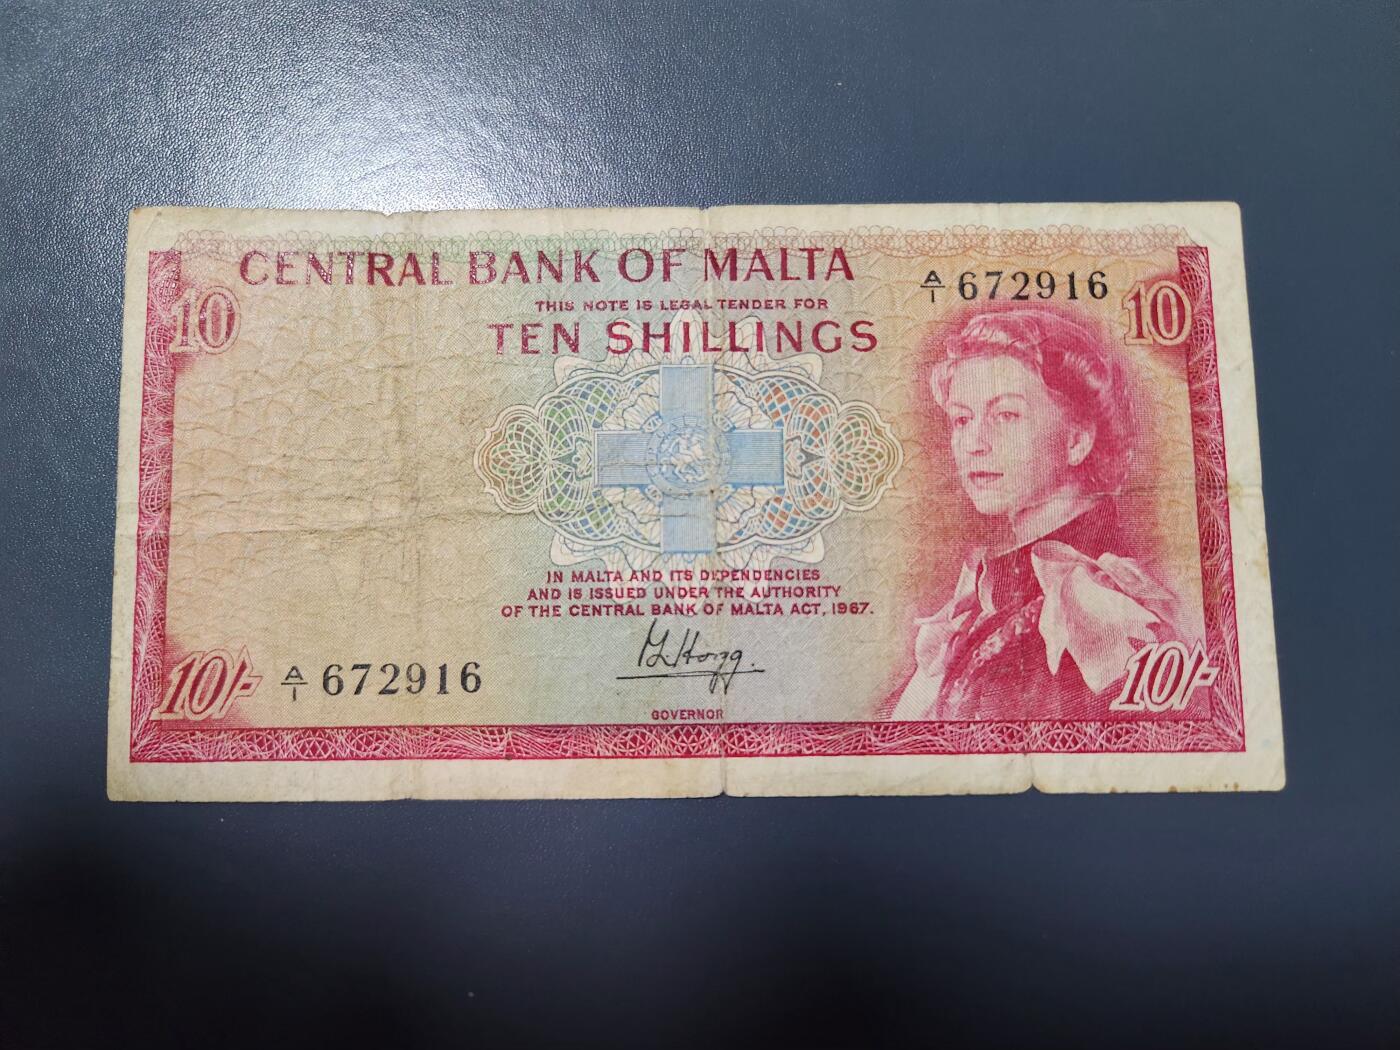 CENTRAL BANK OF MALTA
THIS NOTE IS LEGAL TENDER FOR
TEN SHILLINGS
A/1 672916
10
10
IN MALTA AND ITS DEPENDENCIES
AND IS ISSUED UNDER THE AUTHORITY
OF THE CENTRAL BANK OF MALTA ACT, 1967.
P. L. Hogg.
GOVERNOR
10/-
A/1 672916
10/-